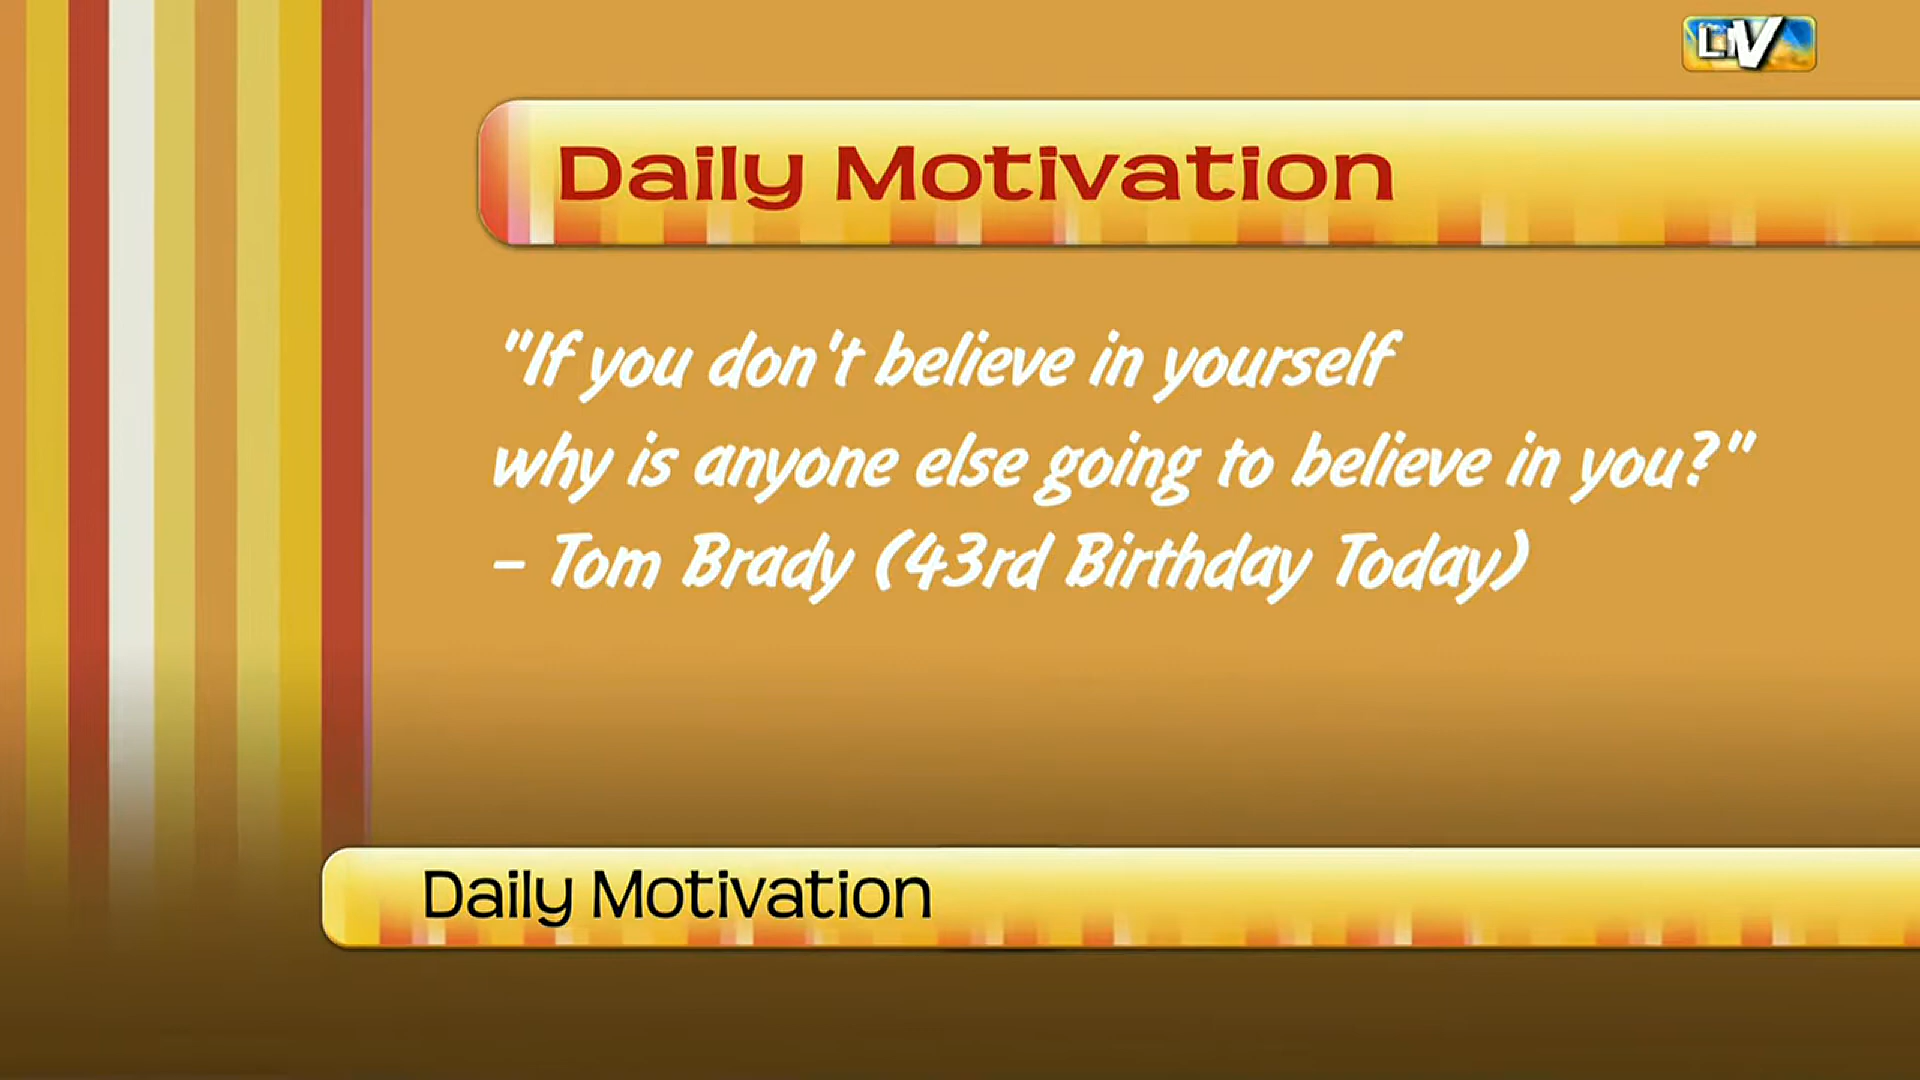 Daily Motivation
"If you don't believe in yourself
why is anyone else going to believe in you?"
– Tom Brady (43rd Birthday Today)
Daily Motivation